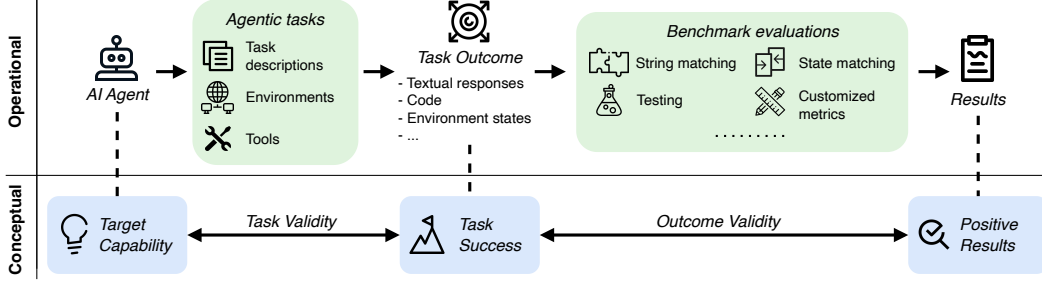 Operational
AI Agent
Agentic tasks
Task
descriptions
Environments
Tools
Task Outcome
- Textual responses
- Code
- Environment states
- ...
Benchmark evaluations
String matching
State matching
Testing
Customized
metrics
.........
Results
Conceptual
Target
Capability
Task Validity
Task
Success
Outcome Validity
Positive
Results